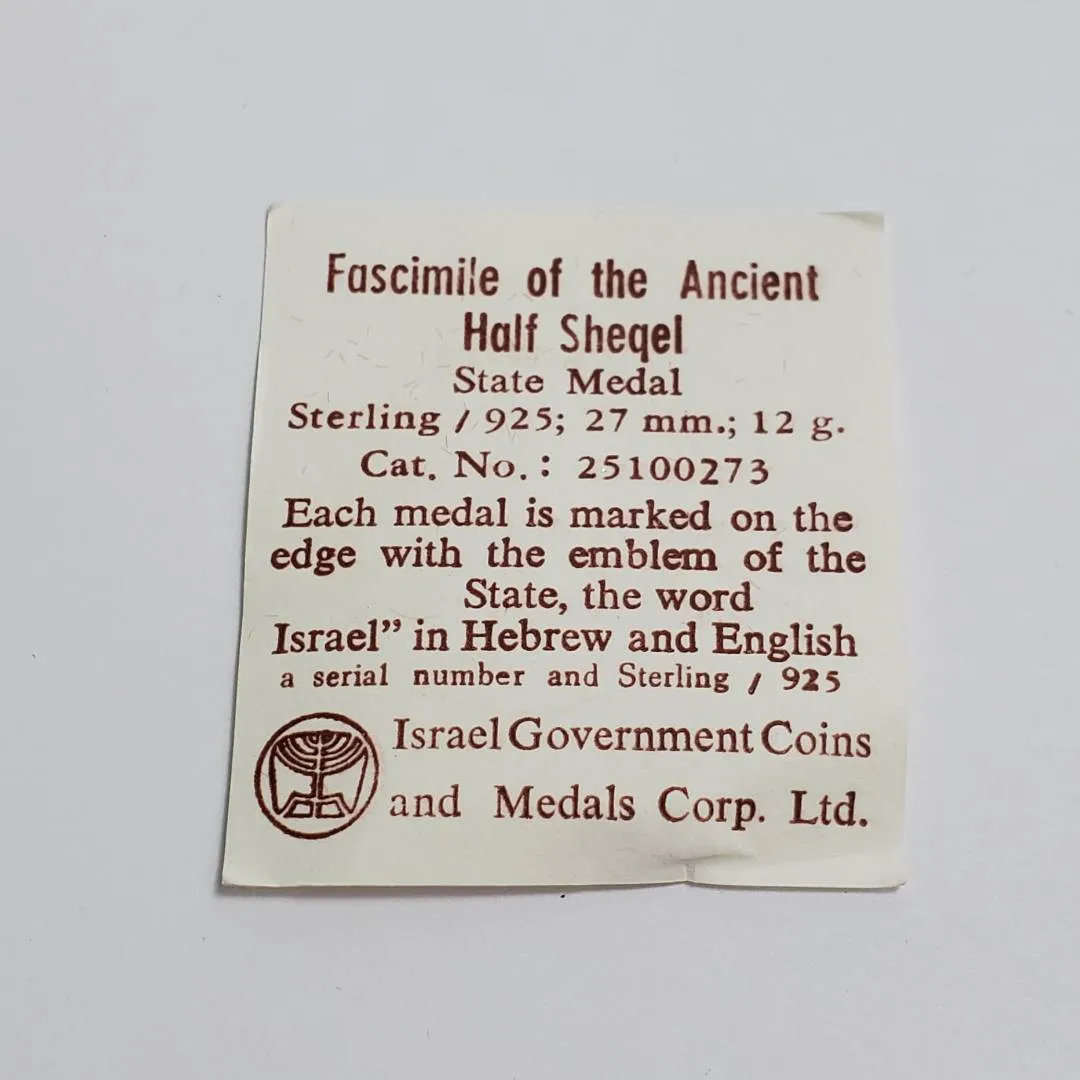 Fascimile of the Ancient
Half Sheqel
State Medal
Sterling / 925; 27 mm.; 12 g.
Cat. No. : 25100273
Each medal is marked on the
edge with the emblem of the
State, the word
Israel” in Hebrew and English
a serial number and Sterling / 925
Israel Government Coins
and Medals Corp. Ltd.